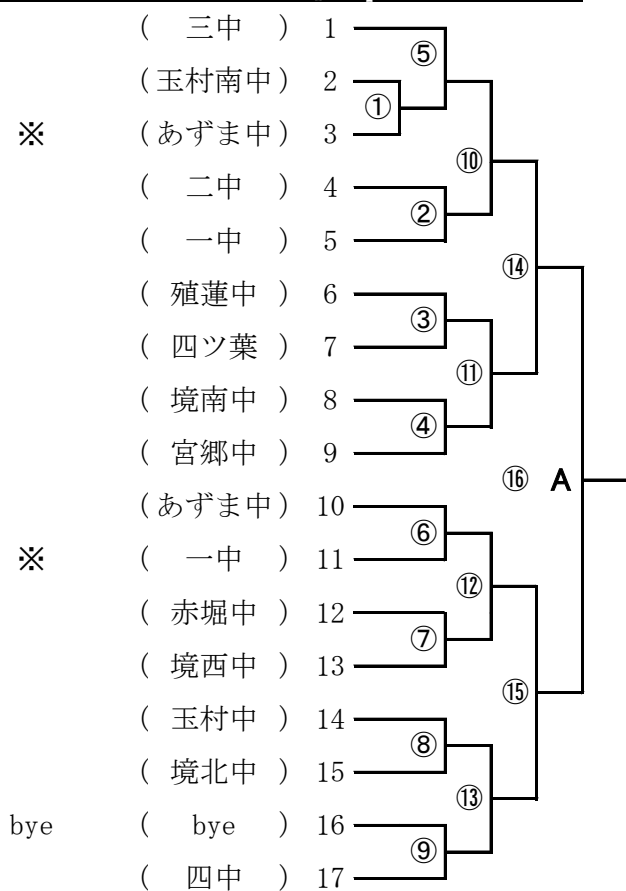 ( 三中 ) 1
⑤
(玉村南中) 2
①
※ (あずま中) 3
⑩
( 二中 ) 4
②
( 一中 ) 5
⑭
( 殖蓮中 ) 6
③
( 四ツ葉 ) 7
⑪
( 境南中 ) 8
④
( 宮郷中 ) 9
⑯ A
(あずま中) 10
⑥
※ ( 一中 ) 11
⑫
( 赤堀中 ) 12
⑦
( 境西中 ) 13
⑮
( 玉村中 ) 14
⑧
( 境北中 ) 15
⑬
bye ( bye ) 16
⑨
( 四中 ) 17